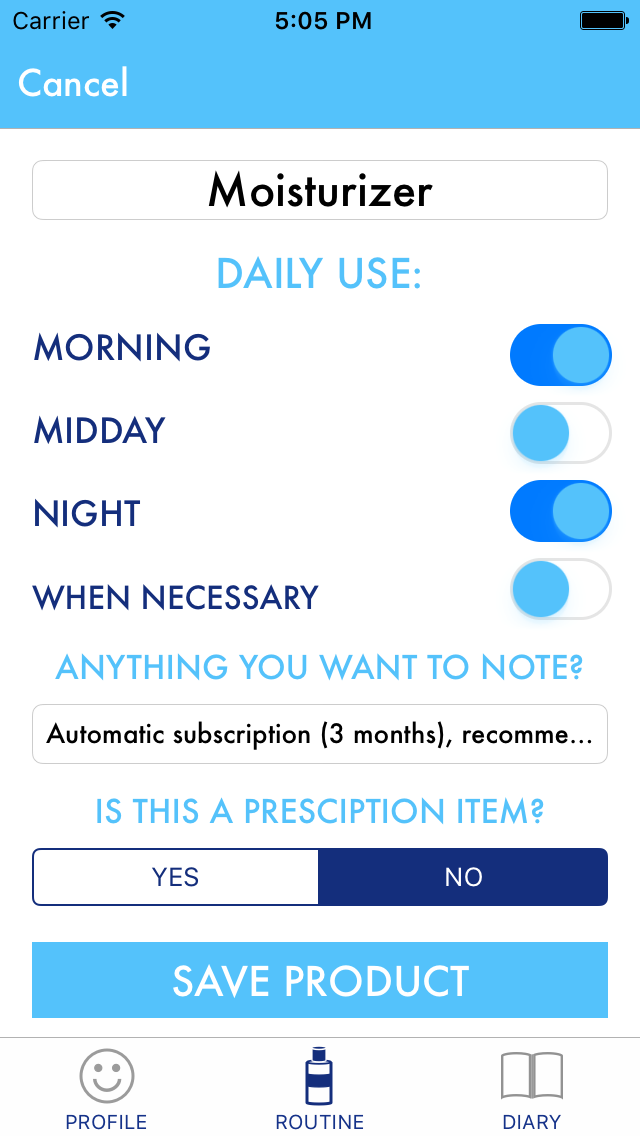 Carrier 5:05 PM
Cancel
Moisturizer
DAILY USE:
MORNING
MIDDAY
NIGHT
WHEN NECESSARY
ANYTHING YOU WANT TO NOTE?
Automatic subscription (3 months), recomme...
IS THIS A PRESCIPTION ITEM?
YES NO
SAVE PRODUCT
PROFILE ROUTINE DIARY